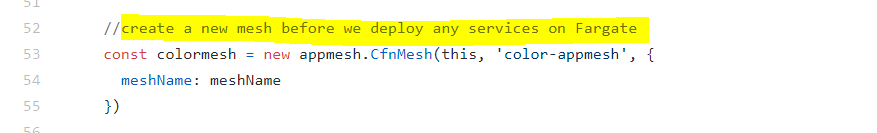 51
52 //create a new mesh before we deploy any services on Fargate
53 const colormesh = new appmesh.CfnMesh(this, 'color-appmesh', {
54 meshName: meshName
55 })
56